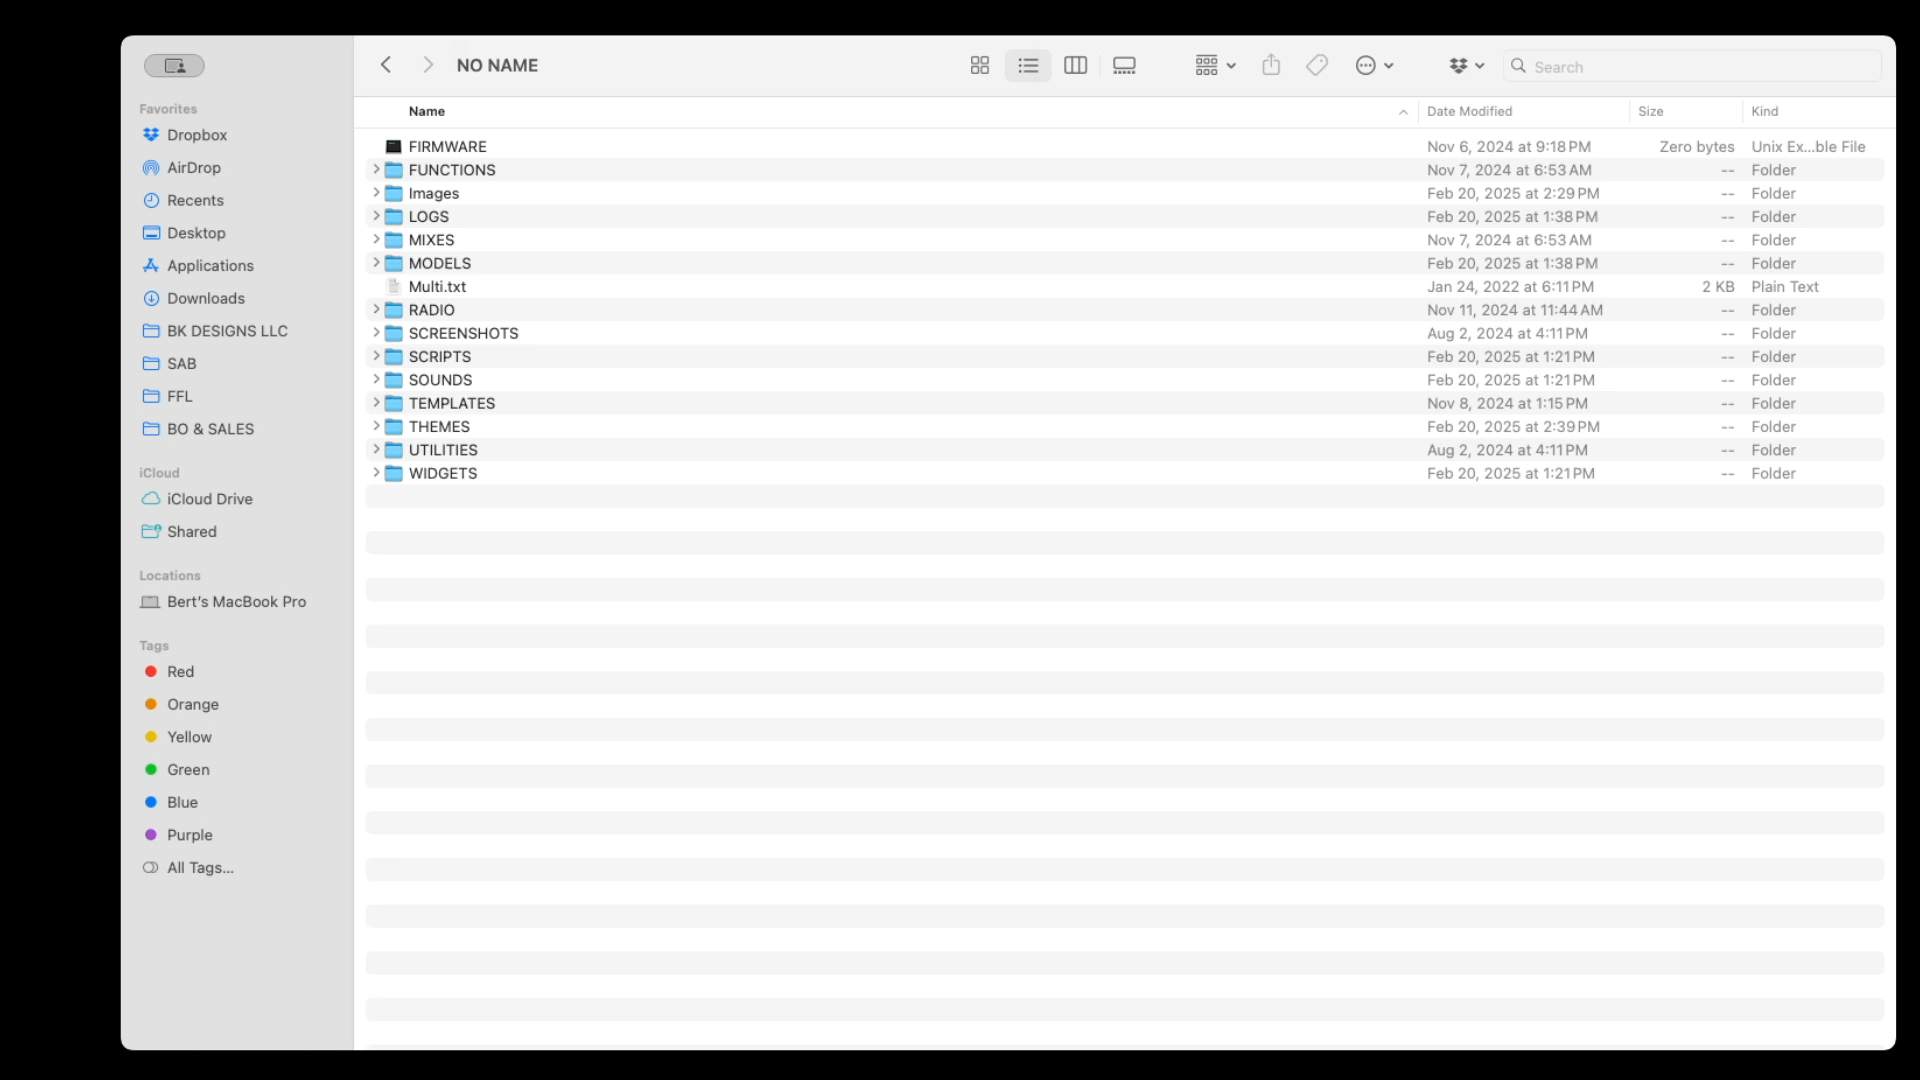 NO NAME
Search
Favorites
Dropbox
AirDrop
Recents
Desktop
Applications
Downloads
BK DESIGNS LLC
SAB
FFL
BO & SALES
iCloud
iCloud Drive
Shared
Locations
Bert's MacBook Pro
Tags
Red
Orange
Yellow
Green
Blue
Purple
All Tags...
Name Date Modified Size Kind
FIRMWARE Nov 6, 2024 at 9:18 PM Zero bytes Unix Ex...ble File
FUNCTIONS Nov 7, 2024 at 6:53 AM -- Folder
Images Feb 20, 2025 at 2:29 PM -- Folder
LOGS Feb 20, 2025 at 1:38 PM -- Folder
MIXES Nov 7, 2024 at 6:53 AM -- Folder
MODELS Feb 20, 2025 at 1:38 PM -- Folder
Multi.txt Jan 24, 2022 at 6:11 PM 2 KB Plain Text
RADIO Nov 11, 2024 at 11:44 AM -- Folder
SCREENSHOTS Aug 2, 2024 at 4:11 PM -- Folder
SCRIPTS Feb 20, 2025 at 1:21 PM -- Folder
SOUNDS Feb 20, 2025 at 1:21 PM -- Folder
TEMPLATES Nov 8, 2024 at 1:15 PM -- Folder
THEMES Feb 20, 2025 at 2:39 PM -- Folder
UTILITIES Aug 2, 2024 at 4:11 PM -- Folder
WIDGETS Feb 20, 2025 at 1:21 PM -- Folder